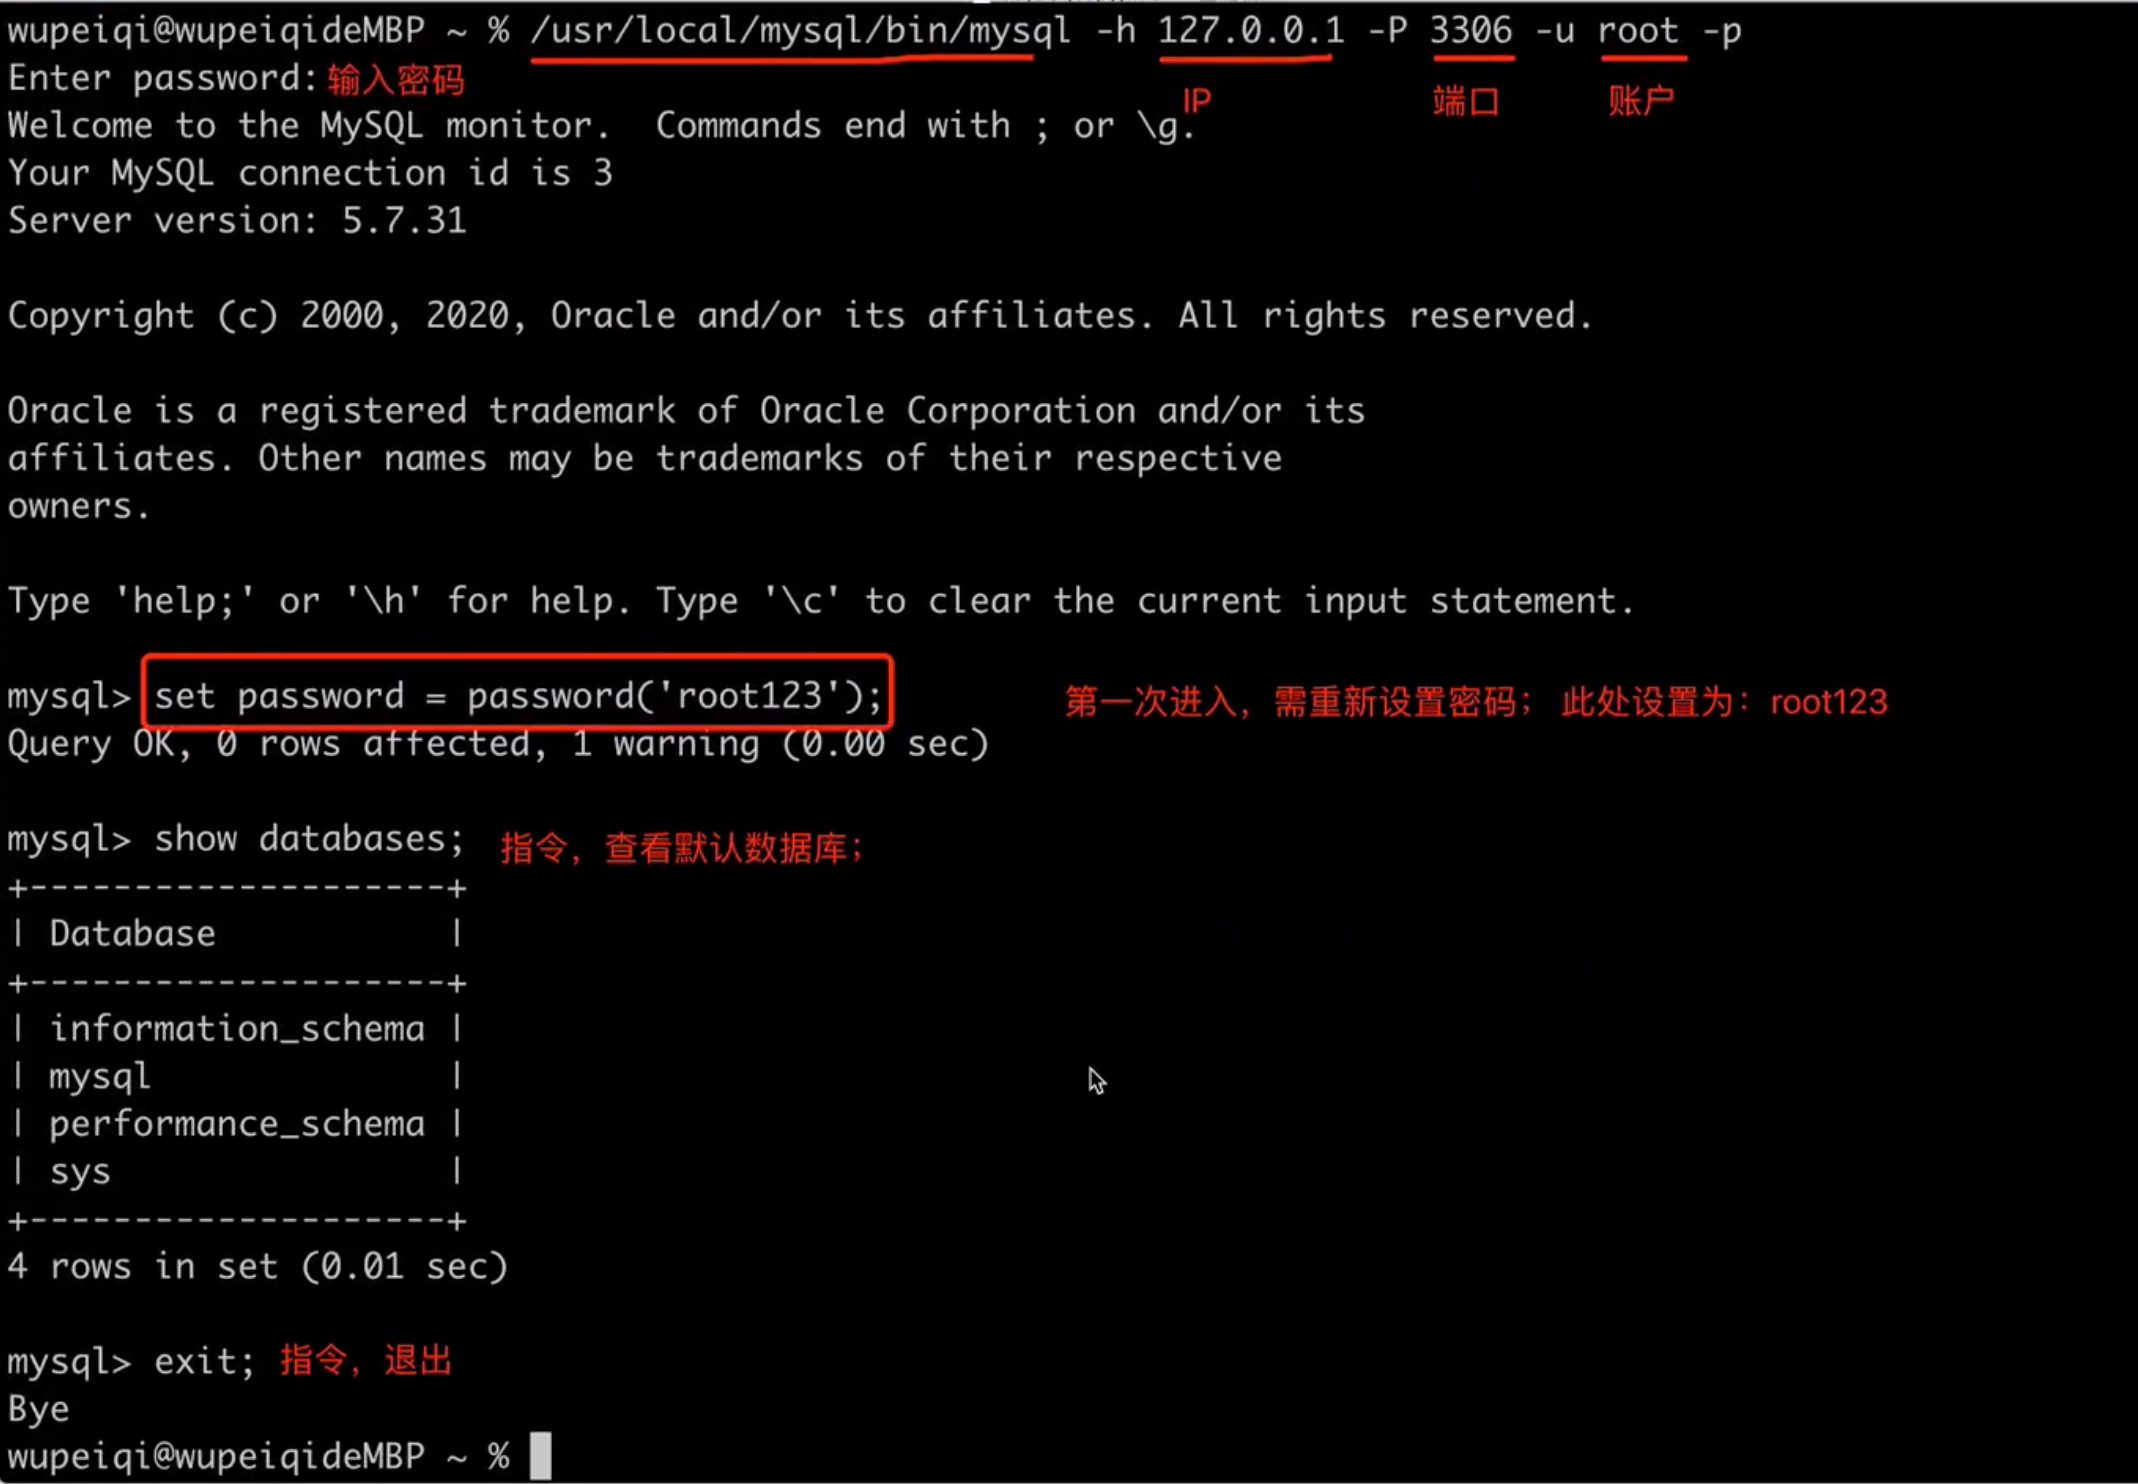 wupeiqi@wupeiqideMBP ~ % /usr/local/mysql/bin/mysql -h 127.0.0.1 -P 3306 -u root -p
Enter password:输入密码
IP 端口 账户
Welcome to the MySQL monitor.  Commands end with ; or \g.
Your MySQL connection id is 3
Server version: 5.7.31
Copyright (c) 2000, 2020, Oracle and/or its affiliates. All rights reserved.
Oracle is a registered trademark of Oracle Corporation and/or its
affiliates. Other names may be trademarks of their respective
owners.
Type 'help;' or '\h' for help. Type '\c' to clear the current input statement.
mysql> set password = password('root123'); 第一次进入，需重新设置密码； 此处设置为：root123
Query OK, 0 rows affected, 1 warning (0.00 sec)
mysql> show databases; 指令，查看默认数据库；
+--------------------+
| Database           |
+--------------------+
| information_schema |
| mysql              |
| performance_schema |
| sys                |
+--------------------+
4 rows in set (0.01 sec)
mysql> exit; 指令，退出
Bye
wupeiqi@wupeiqideMBP ~ %